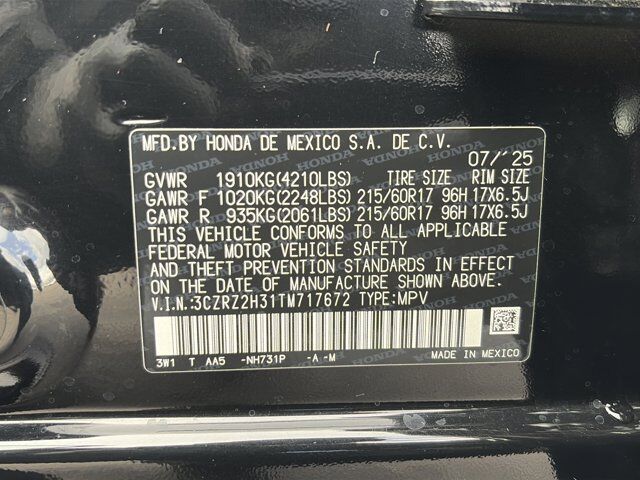 MFD.BY HONDA DE MEXICO S.A. DE C.V.
07/'25
GVWR 1910KG(4210LBS) TIRE SIZE RIM SIZE
GAWR F 1020KG(2248LBS) 215/60R17 96H 17X6.5J
GAWR R 935KG(2061LBS) 215/60R17 96H 17X6.5J
THIS VEHICLE CONFORMS TO ALL APPLICABLE
FEDERAL MOTOR VEHICLE SAFETY
AND THEFT PREVENTION STANDARDS IN EFFECT
ON THE DATE OF MANUFACTURE SHOWN ABOVE.
V.I.N.:3CZRZ2H31TM717672 TYPE:MPV
3W1 T AA5 -NH731P -A -M
MADE IN MEXICO